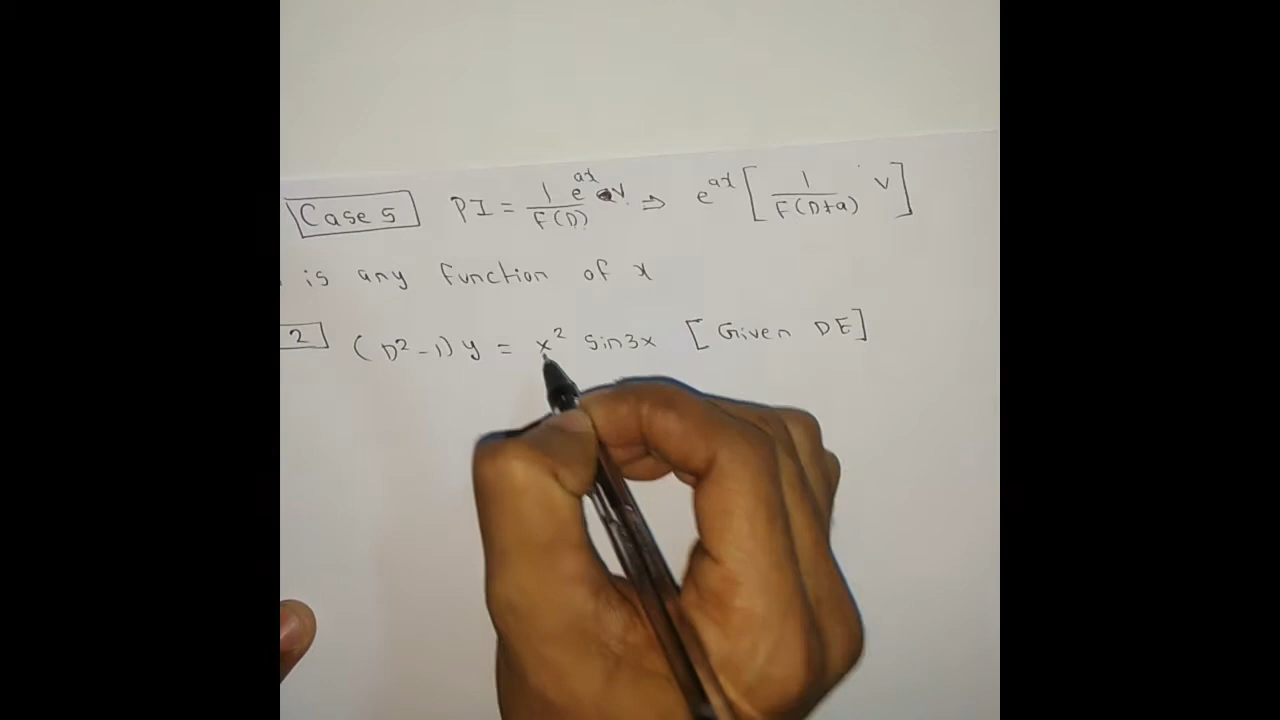 Case 5 PI = 1/F(D) e^ax V. ⇒ e^ax [ 1/F(D+a) V ]
is any function of x
2 (D² - 1) y = x² sin3x [Given DE]